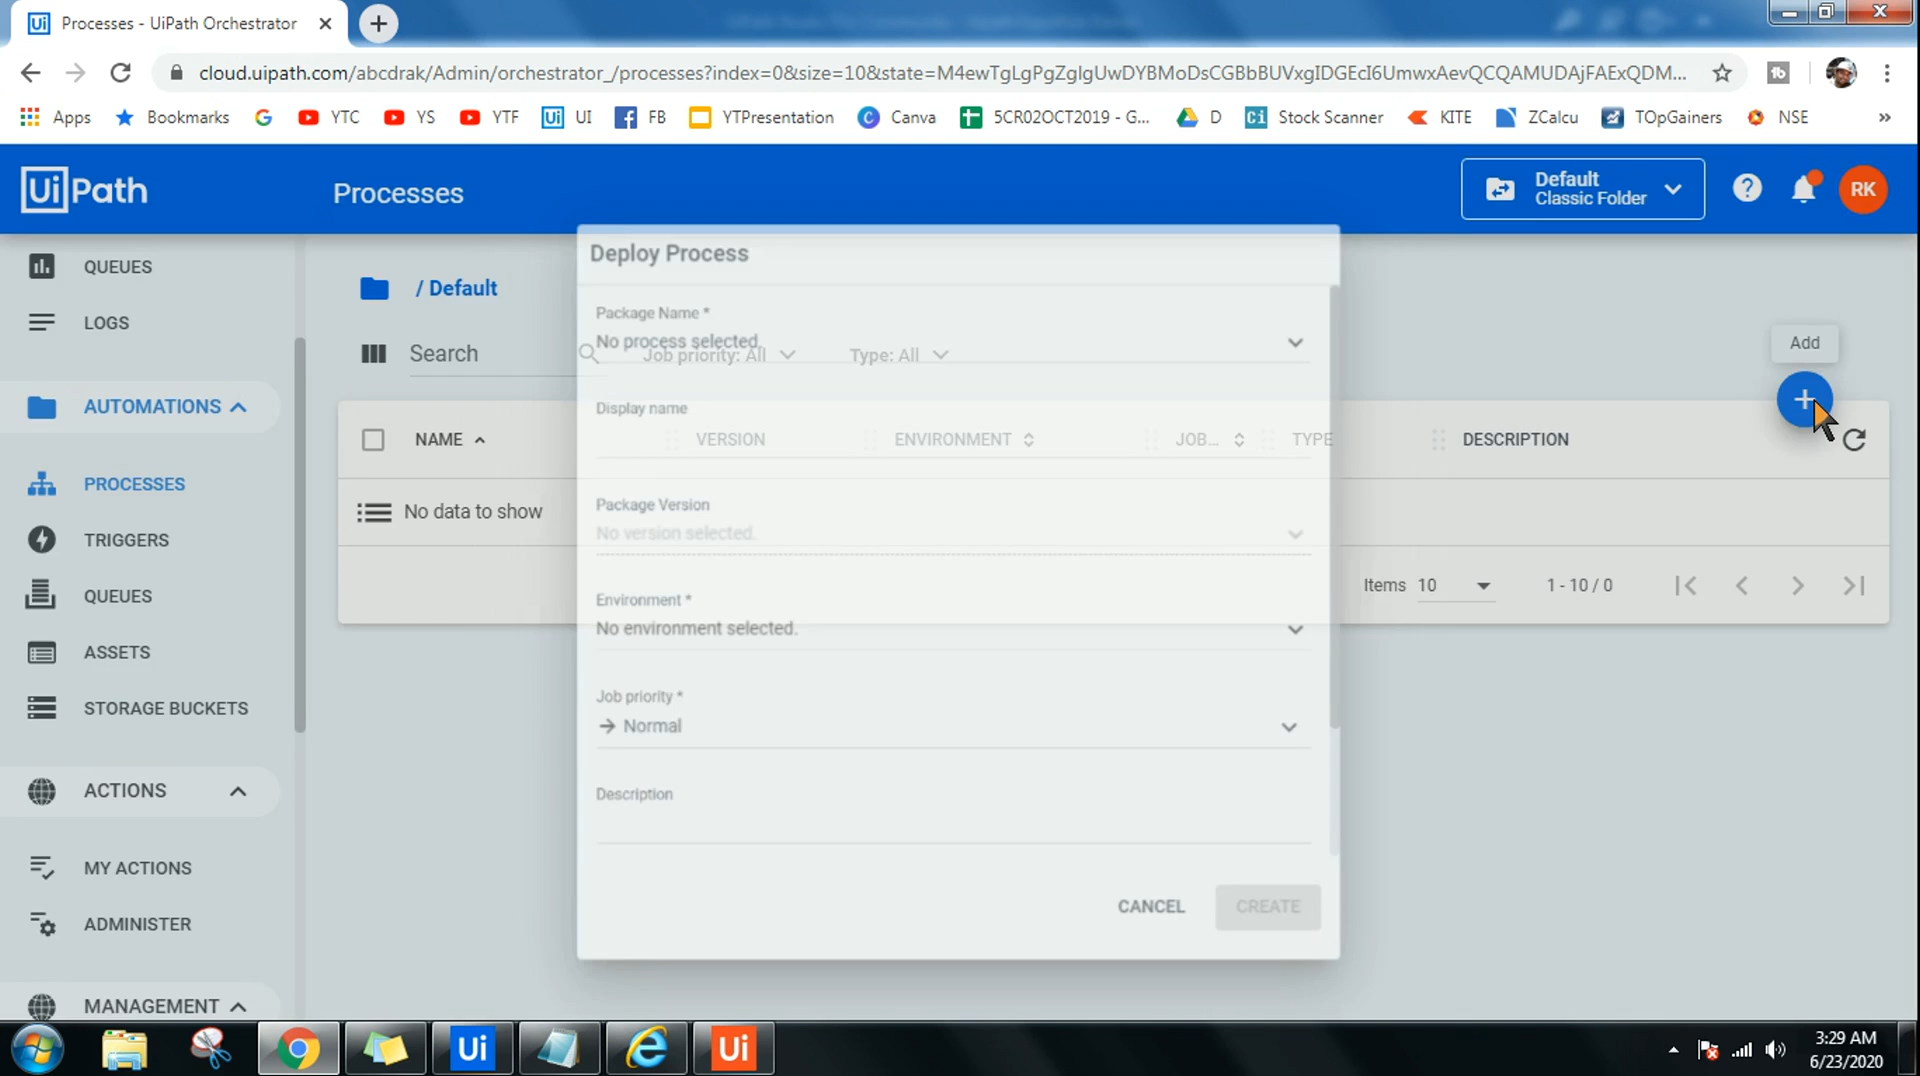 Processes - UiPath Orchestrator
cloud.uipath.com/abcdrak/Admin/orchestrator_/processes?index=0&size=10&state=M4ewTgLgPgZglgUwDYBMoDsCGBbBUVxgIDGEcI6UmwxAevQCQAMUDAjFAExQDM...
Apps
Bookmarks
YTC
YS
YTF
UI
FB
YTPresentation
Canva
5CR02OCT2019 - G...
D
Stock Scanner
KITE
ZCalcu
TOpGainers
NSE
»
UiPath
Processes
Default
Classic Folder
RK
QUEUES
LOGS
AUTOMATIONS
PROCESSES
TRIGGERS
QUEUES
ASSETS
STORAGE BUCKETS
ACTIONS
MY ACTIONS
ADMINISTER
MANAGEMENT
/ Default
Search
Job priority: All
Type: All
Add
NAME
VERSION
ENVIRONMENT
JOB...
TYPE
DESCRIPTION
No data to show
Items 10
1 - 10 / 0
Deploy Process
Package Name *
No process selected.
Display name
Package Version
No version selected.
Environment *
No environment selected.
Job priority *
Normal
Description
CANCEL
CREATE
3:29 AM
6/23/2020